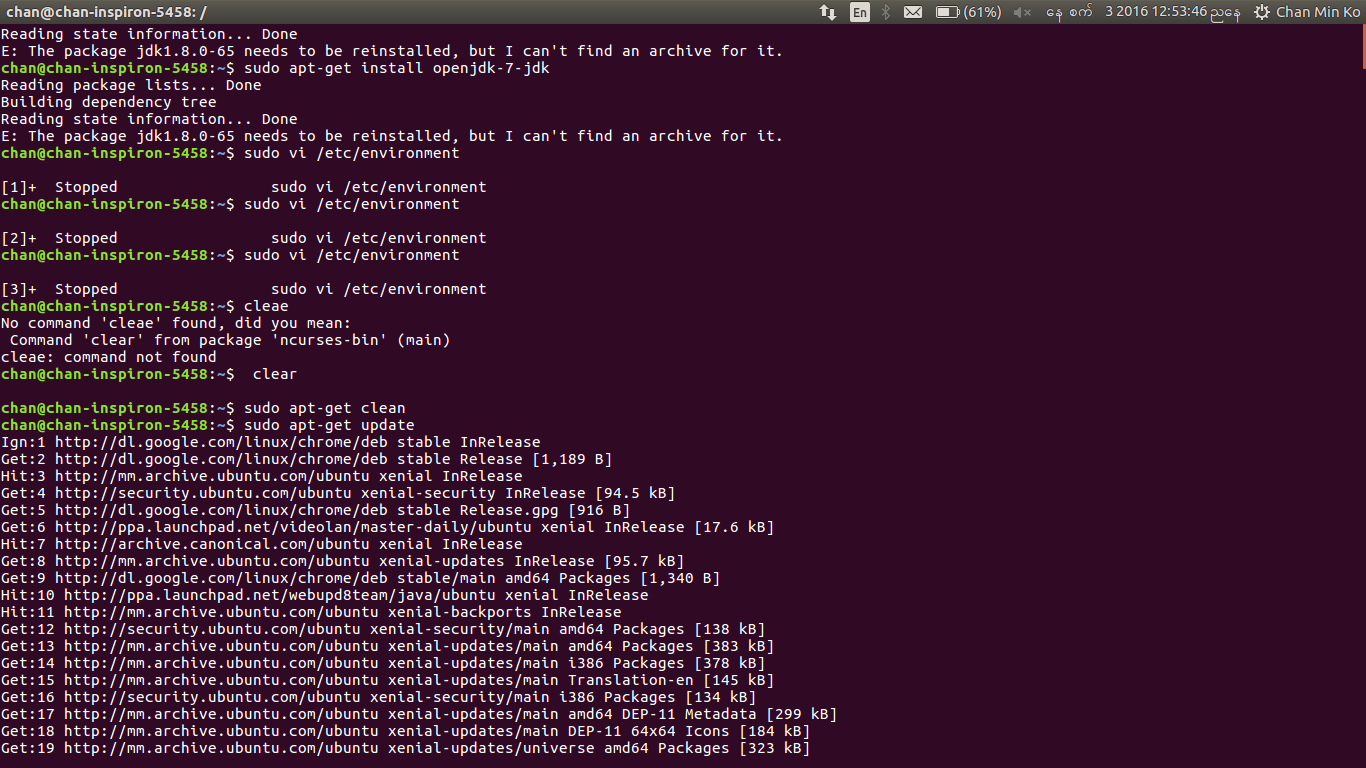 chan@chan-inspiron-5458: / En (61%) နေ စက် 3 2016 12:53:46 ညနေ Chan Min Ko
Reading state information... Done
E: The package jdk1.8.0-65 needs to be reinstalled, but I can't find an archive for it.
chan@chan-inspiron-5458:~$ sudo apt-get install openjdk-7-jdk
Reading package lists... Done
Building dependency tree
Reading state information... Done
E: The package jdk1.8.0-65 needs to be reinstalled, but I can't find an archive for it.
chan@chan-inspiron-5458:~$ sudo vi /etc/environment
[1]+  Stopped                 sudo vi /etc/environment
chan@chan-inspiron-5458:~$ sudo vi /etc/environment
[2]+  Stopped                 sudo vi /etc/environment
chan@chan-inspiron-5458:~$ sudo vi /etc/environment
[3]+  Stopped                 sudo vi /etc/environment
chan@chan-inspiron-5458:~$ cleae
No command 'cleae' found, did you mean:
 Command 'clear' from package 'ncurses-bin' (main)
cleae: command not found
chan@chan-inspiron-5458:~$  clear
chan@chan-inspiron-5458:~$ sudo apt-get clean
chan@chan-inspiron-5458:~$ sudo apt-get update
Ign:1 http://dl.google.com/linux/chrome/deb stable InRelease
Get:2 http://dl.google.com/linux/chrome/deb stable Release [1,189 B]
Hit:3 http://mm.archive.ubuntu.com/ubuntu xenial InRelease
Get:4 http://security.ubuntu.com/ubuntu xenial-security InRelease [94.5 kB]
Get:5 http://dl.google.com/linux/chrome/deb stable Release.gpg [916 B]
Get:6 http://ppa.launchpad.net/videolan/master-daily/ubuntu xenial InRelease [17.6 kB]
Hit:7 http://archive.canonical.com/ubuntu xenial InRelease
Get:8 http://mm.archive.ubuntu.com/ubuntu xenial-updates InRelease [95.7 kB]
Get:9 http://dl.google.com/linux/chrome/deb stable/main amd64 Packages [1,340 B]
Hit:10 http://ppa.launchpad.net/webupd8team/java/ubuntu xenial InRelease
Hit:11 http://mm.archive.ubuntu.com/ubuntu xenial-backports InRelease
Get:12 http://security.ubuntu.com/ubuntu xenial-security/main amd64 Packages [138 kB]
Get:13 http://mm.archive.ubuntu.com/ubuntu xenial-updates/main amd64 Packages [383 kB]
Get:14 http://mm.archive.ubuntu.com/ubuntu xenial-updates/main i386 Packages [378 kB]
Get:15 http://mm.archive.ubuntu.com/ubuntu xenial-updates/main Translation-en [145 kB]
Get:16 http://security.ubuntu.com/ubuntu xenial-security/main i386 Packages [134 kB]
Get:17 http://mm.archive.ubuntu.com/ubuntu xenial-updates/main amd64 DEP-11 Metadata [299 kB]
Get:18 http://mm.archive.ubuntu.com/ubuntu xenial-updates/main DEP-11 64x64 Icons [184 kB]
Get:19 http://mm.archive.ubuntu.com/ubuntu xenial-updates/universe amd64 Packages [323 kB]